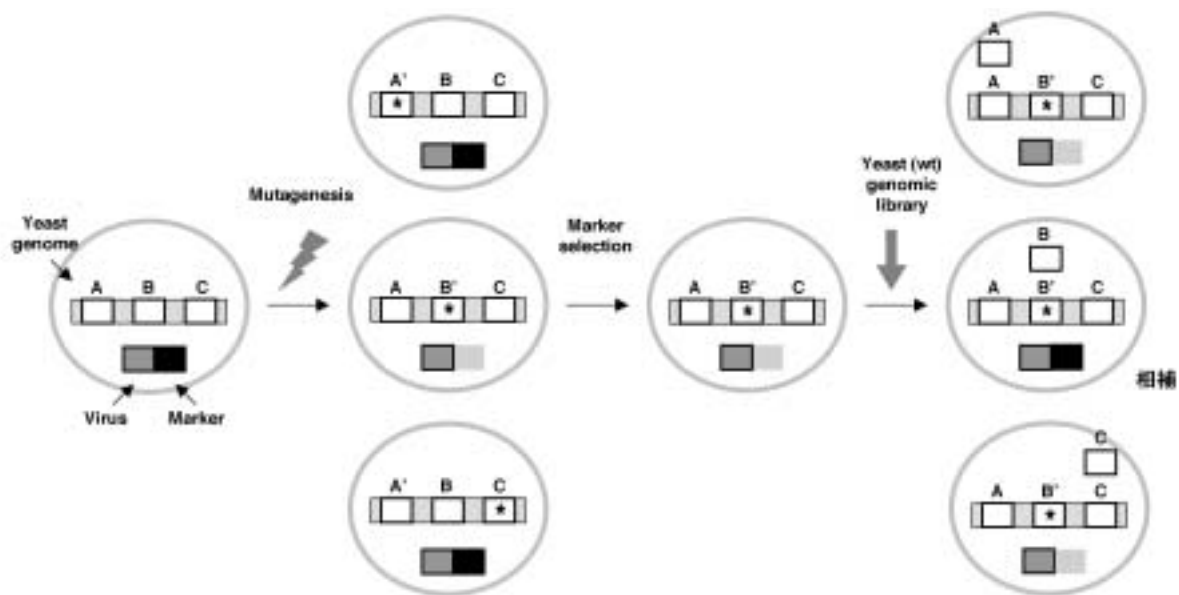 A
A' B C
*
A B' C
*
Yeast (wt)
genomic
library
Mutagenesis
Yeast
genome
Marker
selection
A B C
A B' C
*
A B' C
*
B
A B' C
*
相補
Virus Marker
C
A' B C
*
A B' C
*